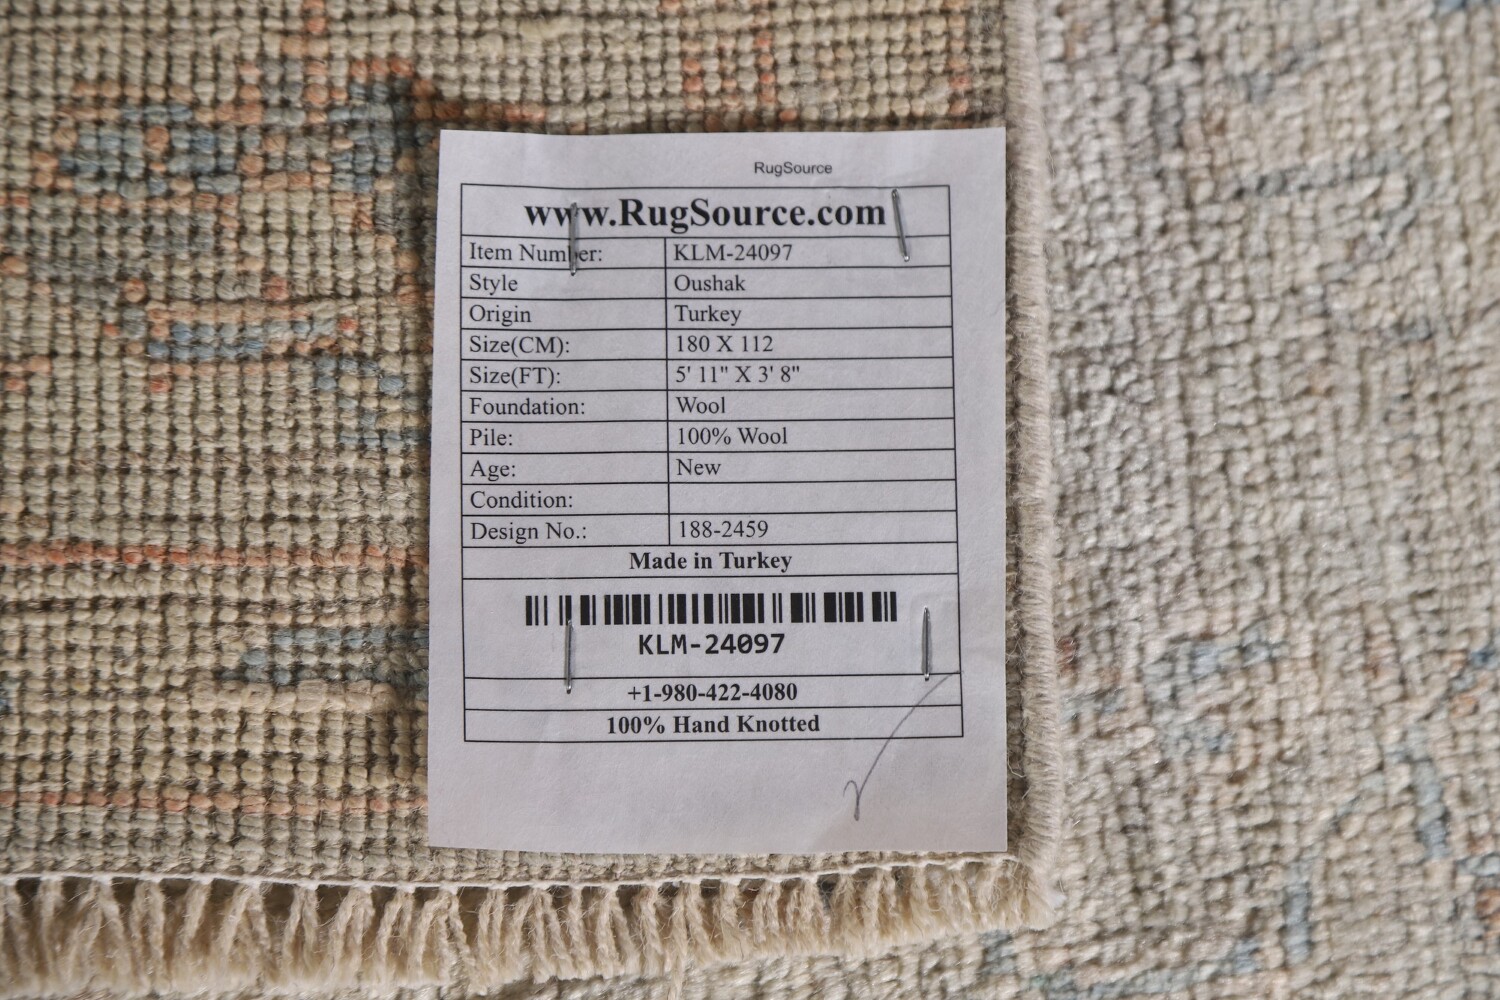 RugSource
www.RugSource.com
Item Number: KLM-24097
Style Oushak
Origin Turkey
Size(CM): 180 X 112
Size(FT): 5' 11" X 3' 8"
Foundation: Wool
Pile: 100% Wool
Age: New
Condition:
Design No.: 188-2459
Made in Turkey
KLM-24097
+1-980-422-4080
100% Hand Knotted